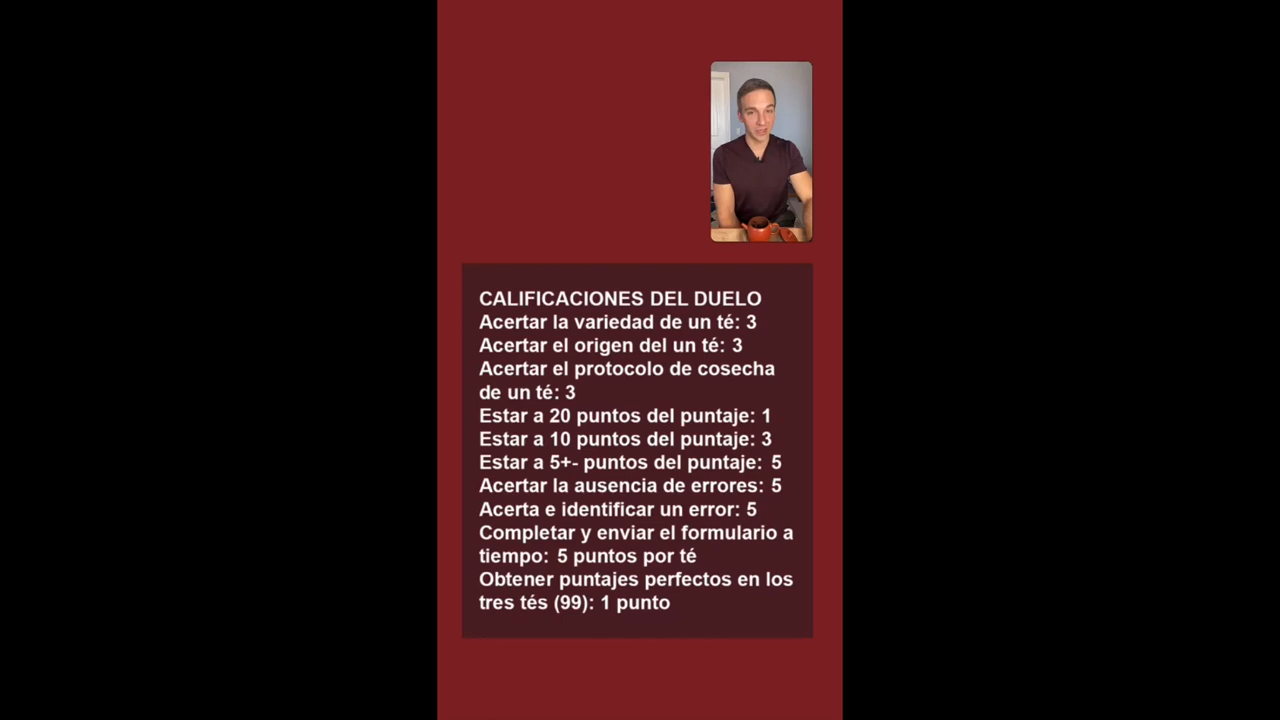 CALIFICACIONES DEL DUELO
Acertar la variedad de un té: 3
Acertar el origen del un té: 3
Acertar el protocolo de cosecha
de un té: 3
Estar a 20 puntos del puntaje: 1
Estar a 10 puntos del puntaje: 3
Estar a 5+- puntos del puntaje: 5
Acertar la ausencia de errores: 5
Acerta e identificar un error: 5
Completar y enviar el formulario a
tiempo: 5 puntos por té
Obtener puntajes perfectos en los
tres tés (99): 1 punto